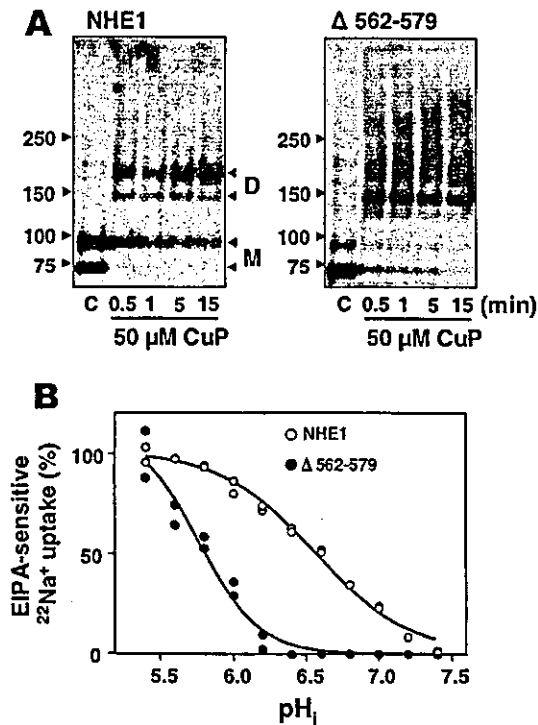 A
NHE1
Δ 562-579
250
150
100
75
D
M
250
150
100
75
C 0.5 1 5 15
C 0.5 1 5 15 (min)
50 μM CuP
50 μM CuP
B
NHE1
Δ 562-579
EIPA-sensitive
²²Na⁺ uptake (%)
100
50
0
5.5 6.0 6.5 7.0 7.5
pHᵢ